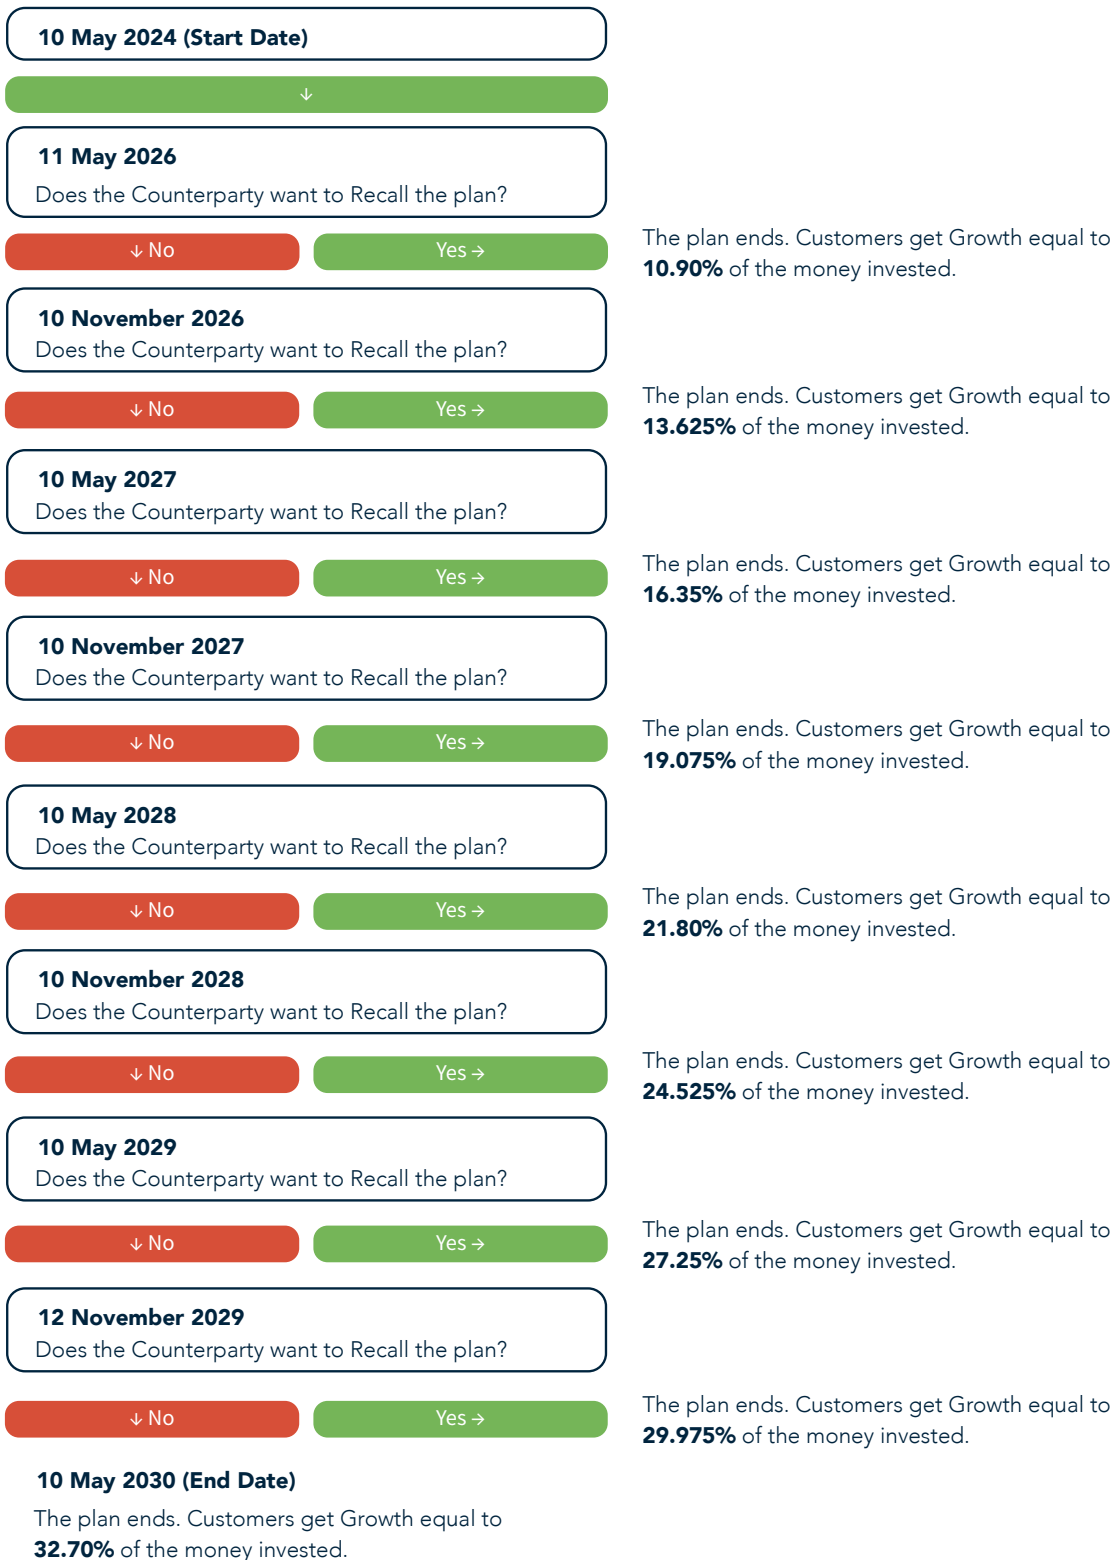 10 May 2024 (Start Date)
↓
11 May 2026
Does the Counterparty want to Recall the plan?
↓ No
Yes →
The plan ends. Customers get Growth equal to
10.90% of the money invested.
10 November 2026
Does the Counterparty want to Recall the plan?
↓ No
Yes →
The plan ends. Customers get Growth equal to
13.625% of the money invested.
10 May 2027
Does the Counterparty want to Recall the plan?
↓ No
Yes →
The plan ends. Customers get Growth equal to
16.35% of the money invested.
10 November 2027
Does the Counterparty want to Recall the plan?
↓ No
Yes →
The plan ends. Customers get Growth equal to
19.075% of the money invested.
10 May 2028
Does the Counterparty want to Recall the plan?
↓ No
Yes →
The plan ends. Customers get Growth equal to
21.80% of the money invested.
10 November 2028
Does the Counterparty want to Recall the plan?
↓ No
Yes →
The plan ends. Customers get Growth equal to
24.525% of the money invested.
10 May 2029
Does the Counterparty want to Recall the plan?
↓ No
Yes →
The plan ends. Customers get Growth equal to
27.25% of the money invested.
12 November 2029
Does the Counterparty want to Recall the plan?
↓ No
Yes →
The plan ends. Customers get Growth equal to
29.975% of the money invested.
10 May 2030 (End Date)
The plan ends. Customers get Growth equal to
32.70% of the money invested.